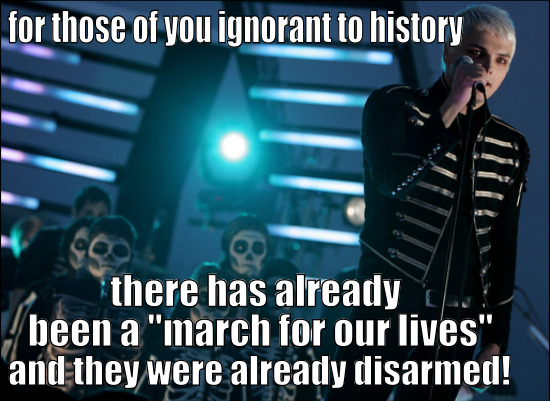 for those of you ignorant to history
there has already
been a "march for our lives"
and they were already disarmed!